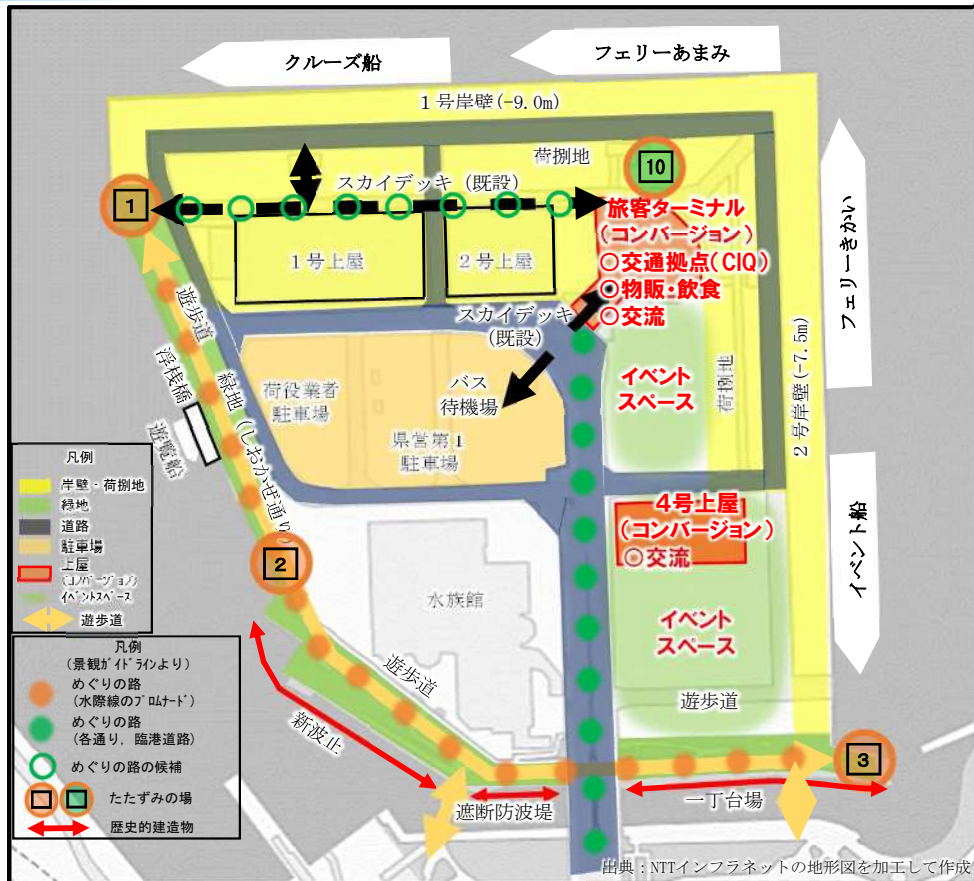 クルーズ船
フェリーあまみ
1号岸壁(-9.0m)
荷捌地
10
スカイデッキ(既設)
1
旅客ターミナル
(コンバージョン)
○交通拠点(CIQ)
○物販・飲食
○交流
1号上屋
2号上屋
スカイデッキ
(既設)
フェリーきかい
遊歩道
浮桟橋
遊覧船
緑地(しおかぜ通り)
荷役業者
駐車場
バス
待機場
県営第1
駐車場
イベント
スペース
荷捌地
2号岸壁(-7.5m)
イベント船
4号上屋
(コンバージョン)
○交流
2
水族館
イベント
スペース
遊歩道
遊歩道
新波止
遮断防波堤
一丁台場
3
凡例
岸壁・荷捌地
緑地
道路
駐車場
上屋
(コンバージョン)
イベントスペース
遊歩道
凡例
(景観ガイドラインより)
めぐりの路
(水際線のプロムナード)
めぐりの路
(各通り,臨港道路)
めぐりの路の候補
たたずみの場
歴史的建造物
出典:NTTインフラネットの地形図を加工して作成